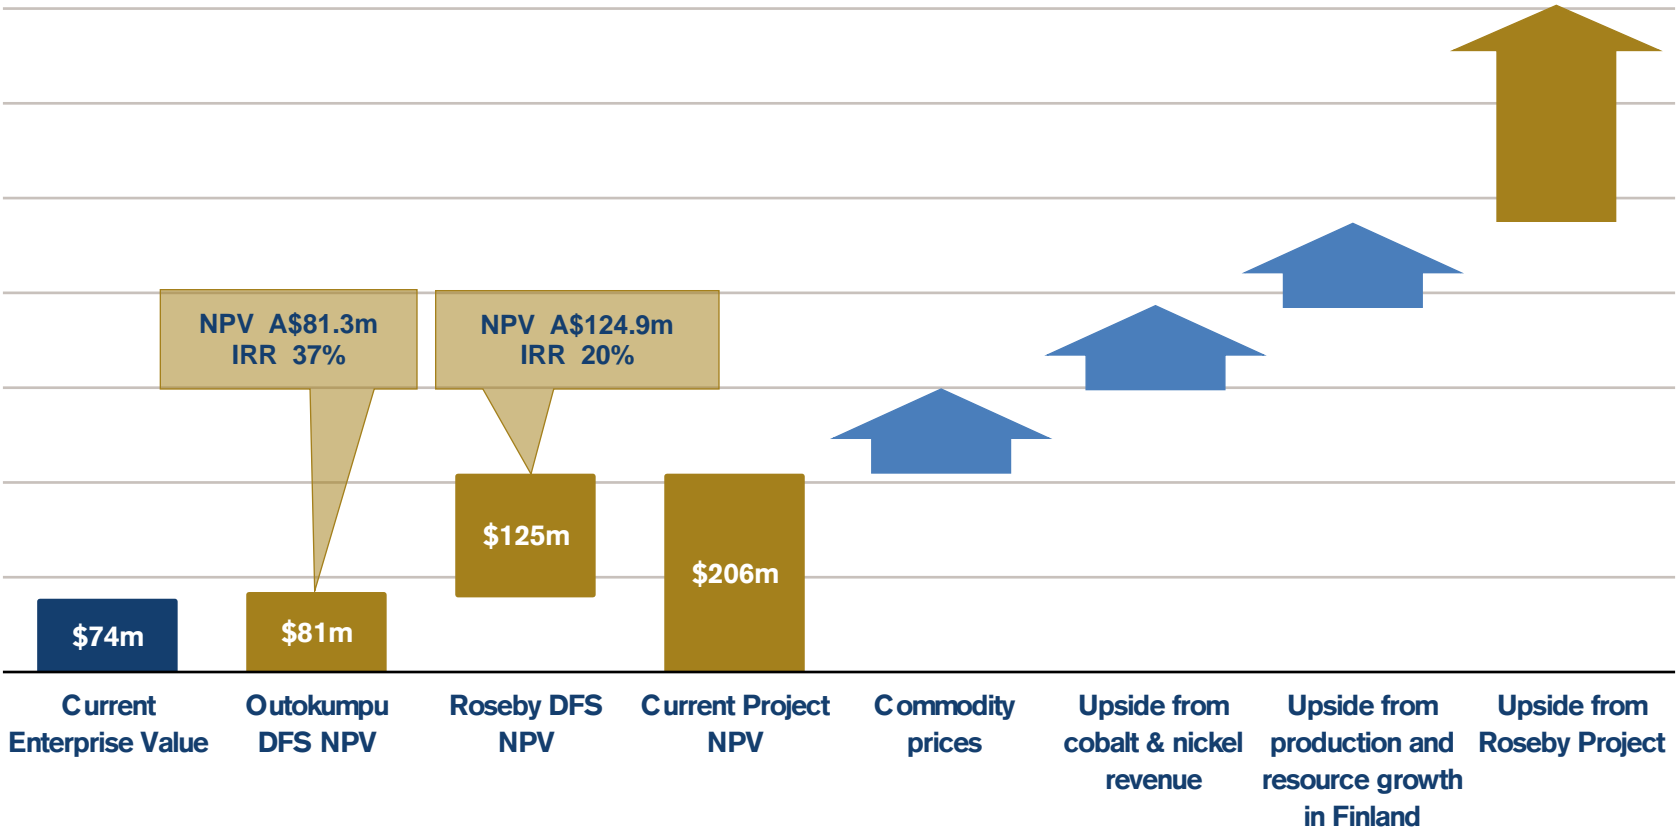 NPV A$81.3m
IRR 37%
NPV A$124.9m
IRR 20%
$125m
$206m
$74m
$81m
Current
Enterprise Value
Outokumpu
DFS NPV
Roseby DFS
NPV
Current Project
NPV
Commodity
prices
Upside from
cobalt & nickel
revenue
Upside from
production and
resource growth
in Finland
Upside from
Roseby Project